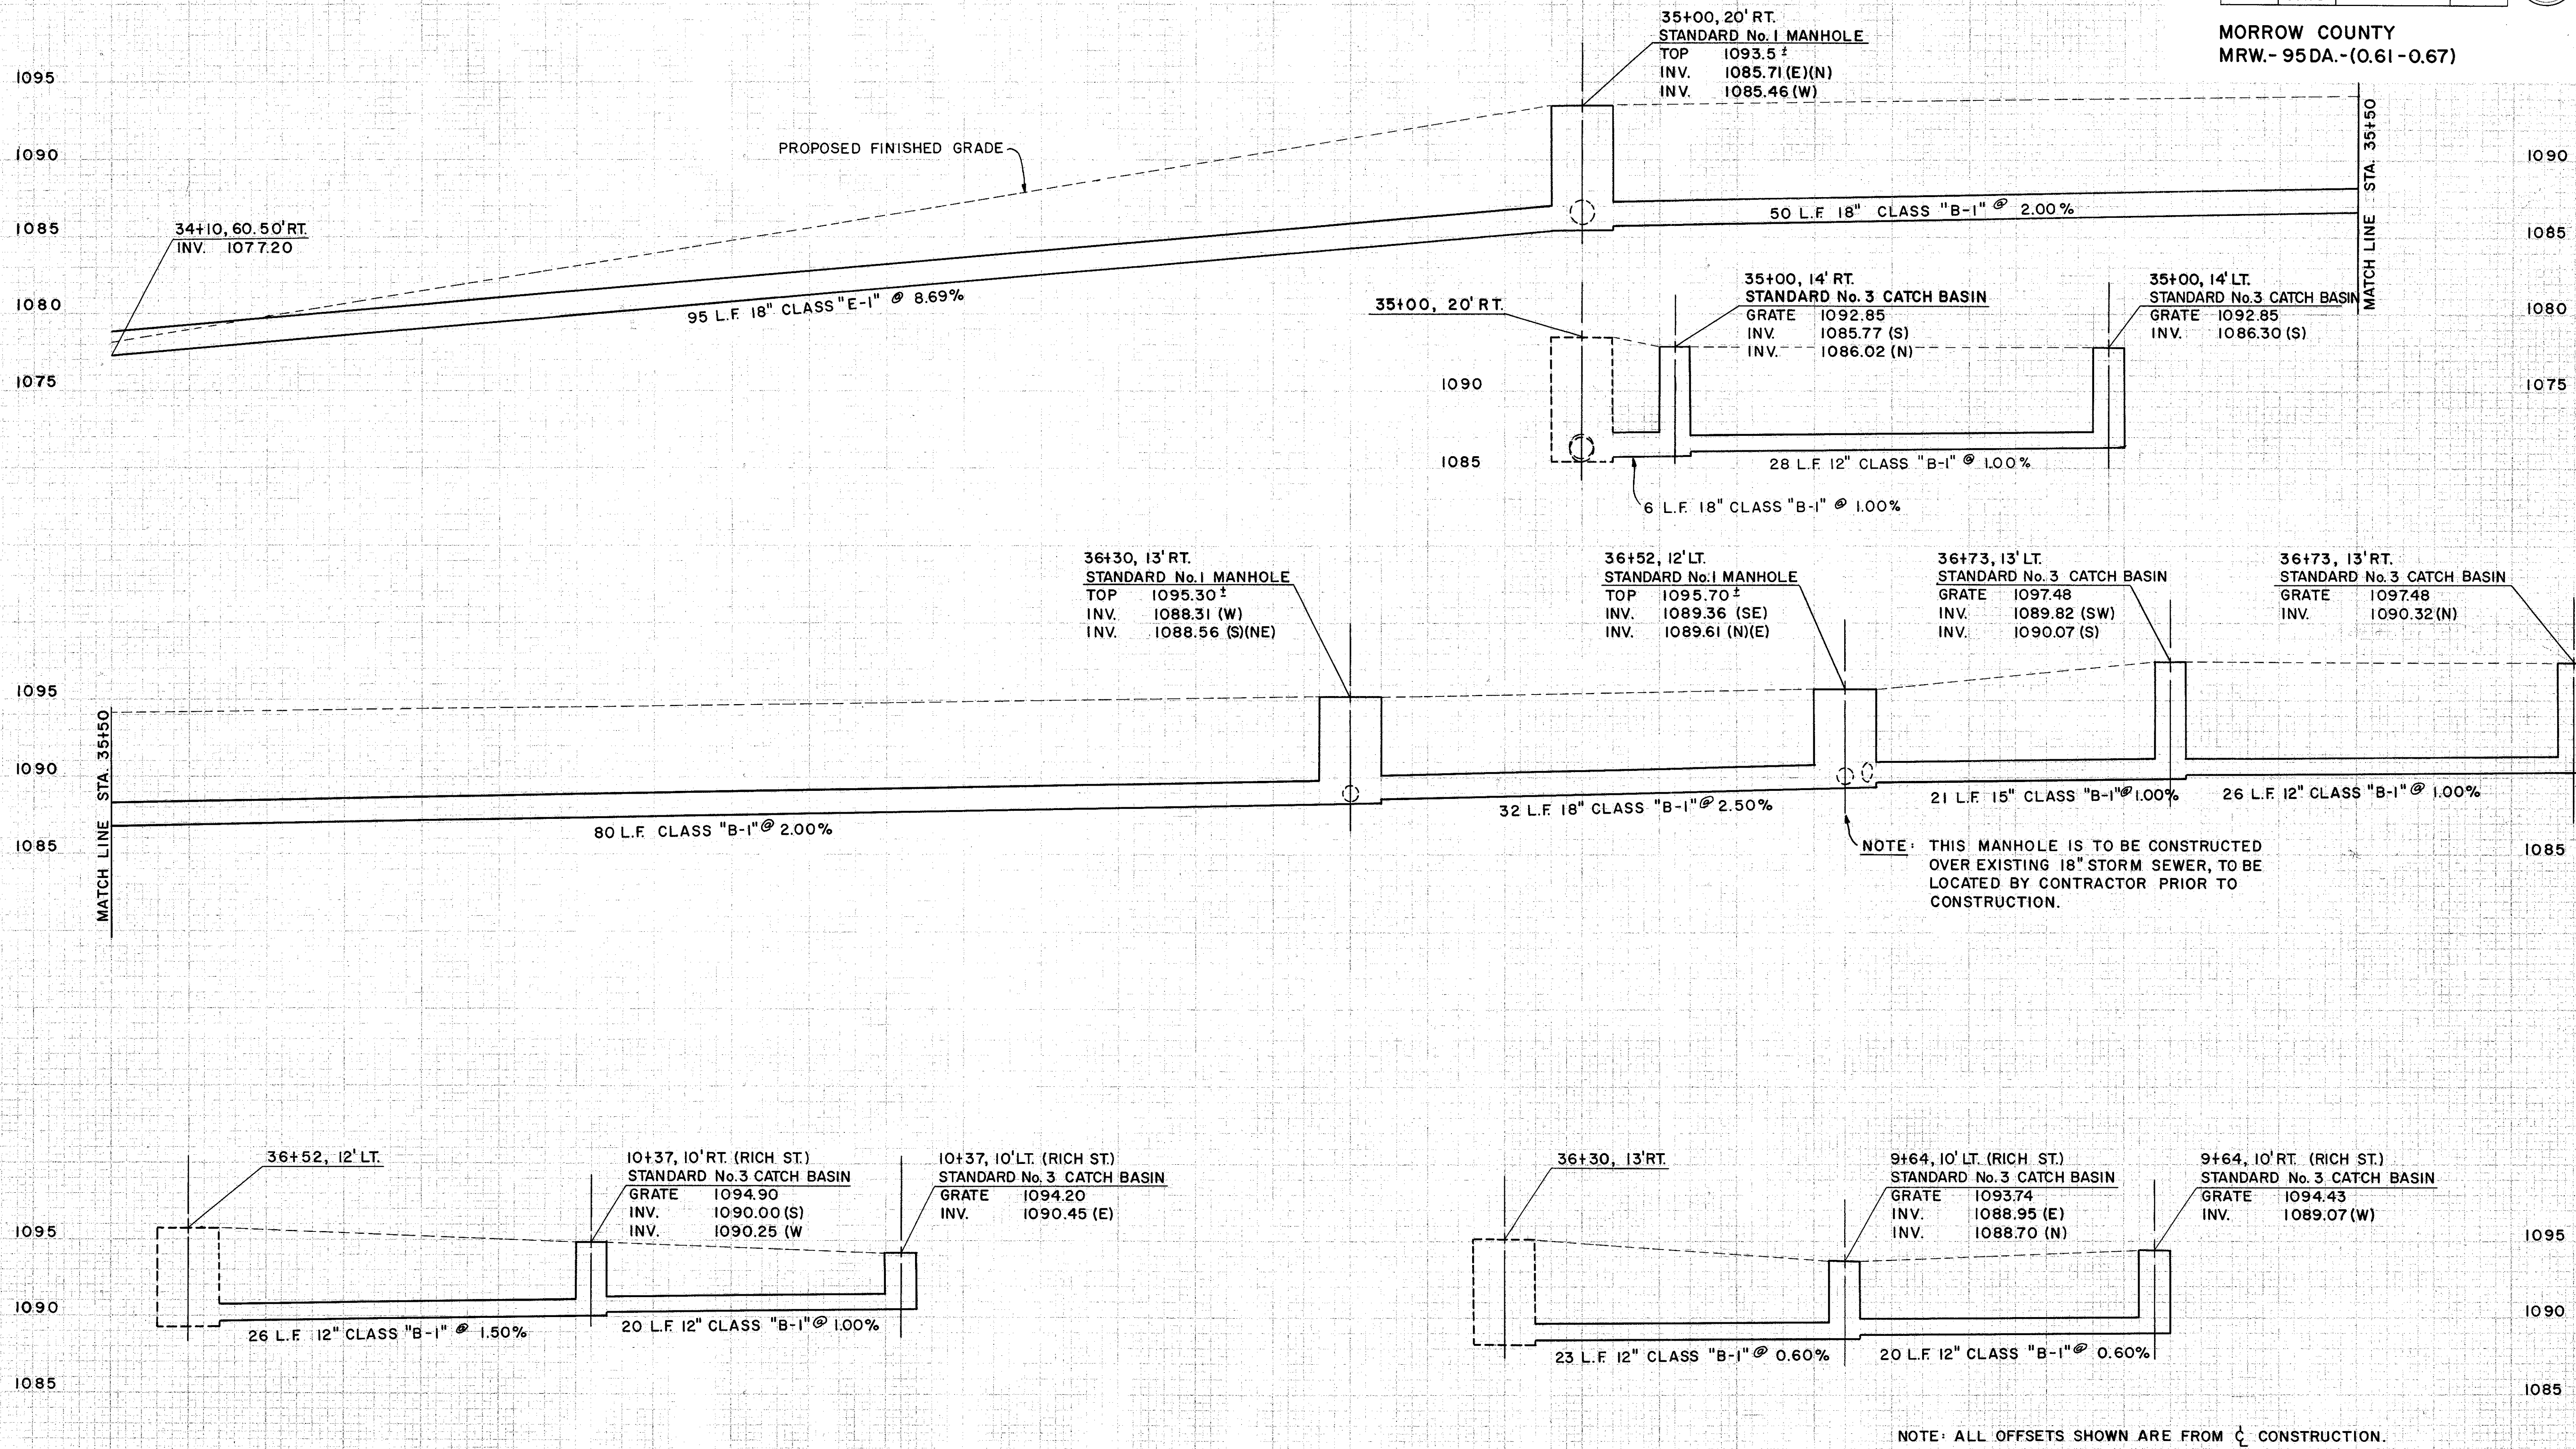 MORROW COUNTY
MRW.-95DA.-(0.61-0.67)
35+00, 20' RT.
STANDARD No. 1 MANHOLE
TOP 1093.5 ±
INV. 1085.71 (E)(N)
INV. 1085.46 (W)
1095
1090
1085
1080
1075
PROPOSED FINISHED GRADE
34+10, 60.50' RT.
INV. 1077.20
95 L.F. 18" CLASS "E-1" @ 8.69%
50 L.F. 18" CLASS "B-1" @ 2.00%
MATCH LINE STA. 35+50
1090
1085
1080
1075
35+00, 20' RT.
35+00, 14' RT.
STANDARD No. 3 CATCH BASIN
GRATE 1092.85
INV. 1085.77 (S)
INV. 1086.02 (N)
35+00, 14' LT.
STANDARD No. 3 CATCH BASIN
GRATE 1092.85
INV. 1086.30 (S)
1090
1085
28 L.F. 12" CLASS "B-1" @ 1.00%
6 L.F. 18" CLASS "B-1" @ 1.00%
36+30, 13' RT.
STANDARD No. 1 MANHOLE
TOP 1095.30 ±
INV. 1088.31 (W)
INV. 1088.56 (S)(NE)
36+52, 12' LT.
STANDARD No. 1 MANHOLE
TOP 1095.70 ±
INV. 1089.36 (SE)
INV. 1089.61 (N)(E)
36+73, 13' LT.
STANDARD No. 3 CATCH BASIN
GRATE 1097.48
INV. 1089.82 (SW)
INV. 1090.07 (S)
36+73, 13' RT.
STANDARD No. 3 CATCH BASIN
GRATE 1097.48
INV. 1090.32 (N)
1095
1090
1085
MATCH LINE STA. 35+50
80 L.F. CLASS "B-1" @ 2.00%
32 L.F. 18" CLASS "B-1" @ 2.50%
21 L.F. 15" CLASS "B-1" @ 1.00%
26 L.F. 12" CLASS "B-1" @ 1.00%
1085
NOTE: THIS MANHOLE IS TO BE CONSTRUCTED
OVER EXISTING 18" STORM SEWER, TO BE
LOCATED BY CONTRACTOR PRIOR TO
CONSTRUCTION.
36+52, 12' LT.
10+37, 10' RT. (RICH ST.)
STANDARD No. 3 CATCH BASIN
GRATE 1094.90
INV. 1090.00 (S)
INV. 1090.25 (W
10+37, 10' LT. (RICH ST.)
STANDARD No. 3 CATCH BASIN
GRATE 1094.20
INV. 1090.45 (E)
1095
1090
1085
26 L.F. 12" CLASS "B-1" @ 1.50%
20 L.F. 12" CLASS "B-1" @ 1.00%
36+30, 13' RT.
9+64, 10' LT. (RICH ST.)
STANDARD No. 3 CATCH BASIN
GRATE 1093.74
INV. 1088.95 (E)
INV. 1088.70 (N)
9+64, 10' RT. (RICH ST.)
STANDARD No. 3 CATCH BASIN
GRATE 1094.43
INV. 1089.07 (W)
1095
1090
1085
23 L.F. 12" CLASS "B-1" @ 0.60%
20 L.F. 12" CLASS "B-1" @ 0.60%
NOTE: ALL OFFSETS SHOWN ARE FROM ℄ CONSTRUCTION.